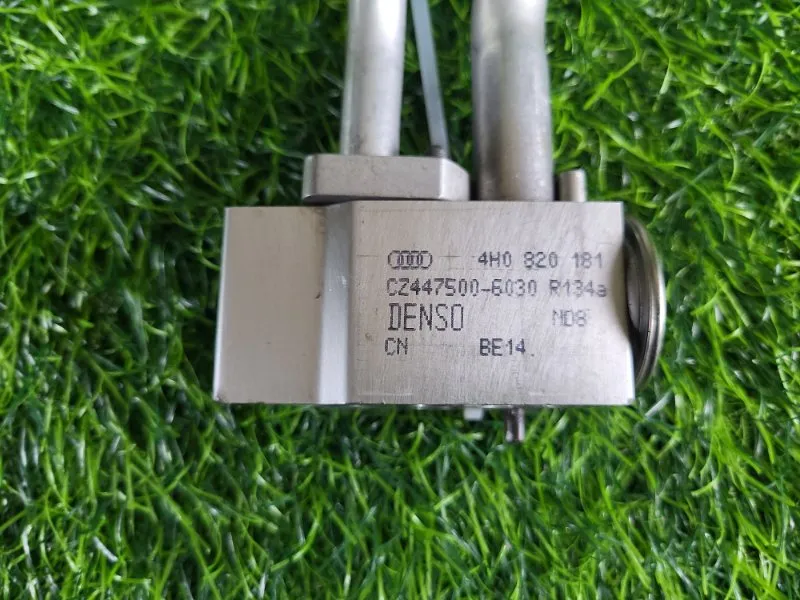 4H0 820 181
CZ447500-6030 R134a
DENSO ND8
CN BE14